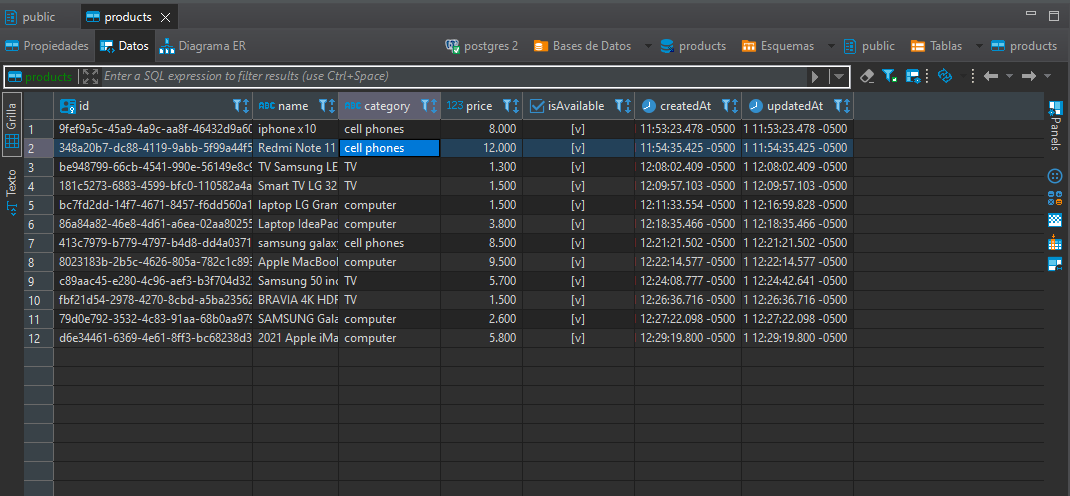 public products
Propiedades Datos Diagrama ER postgres 2 Bases de Datos products Esquemas public Tablas products
products Enter a SQL expression to filter results (use Ctrl+Space)
id name category price isAvailable createdAt updatedAt
1 9fef9a5c-45a9-4a9c-aa8f-46432d9a60 iphone x10 cell phones 8.000 [v] 11:53:23.478 -0500 1 11:53:23.478 -0500
2 348a20b7-dc88-4119-9abb-5f99a44f5 Redmi Note 11 cell phones 12.000 [v] 11:54:35.425 -0500 1 11:54:35.425 -0500
3 be948799-66cb-4541-990e-56149e8c9 TV Samsung LE TV 1.300 [v] 12:08:02.409 -0500 1 12:08:02.409 -0500
4 181c5273-6883-4599-bfc0-110582a4a Smart TV LG 32 TV 1.500 [v] 12:09:57.103 -0500 1 12:09:57.103 -0500
5 bc7fd2dd-14f7-4671-8457-f6dd560a1 laptop LG Gram computer 1.500 [v] 12:11:33.554 -0500 1 12:16:59.828 -0500
6 86a84a82-46e8-4d61-a6ea-02aa80255 Laptop IdeaPac computer 3.800 [v] 12:18:35.466 -0500 1 12:18:35.466 -0500
7 413c7979-b779-4797-b4d8-dd4a0371 samsung galax cell phones 8.500 [v] 12:21:21.502 -0500 1 12:21:21.502 -0500
8 8023183b-2b5c-4626-805a-782c1c893 Apple MacBool computer 9.500 [v] 12:22:14.577 -0500 1 12:22:14.577 -0500
9 c89aac45-e280-4c96-aef3-b3f704d32 Samsung 50 inc TV 5.700 [v] 12:24:08.777 -0500 1 12:24:42.641 -0500
10 fbf21d54-2978-4270-8cbd-a5ba23562 BRAVIA 4K HDF TV 1.500 [v] 12:26:36.716 -0500 1 12:26:36.716 -0500
11 79d0e792-3532-4c83-91aa-68b0aa979 SAMSUNG Gala computer 2.600 [v] 12:27:22.098 -0500 1 12:27:22.098 -0500
12 d6e34461-6369-4e61-8ff3-bc68238d3 2021 Apple iMa computer 5.800 [v] 12:29:19.800 -0500 1 12:29:19.800 -0500
Grilla
Texto
Panels